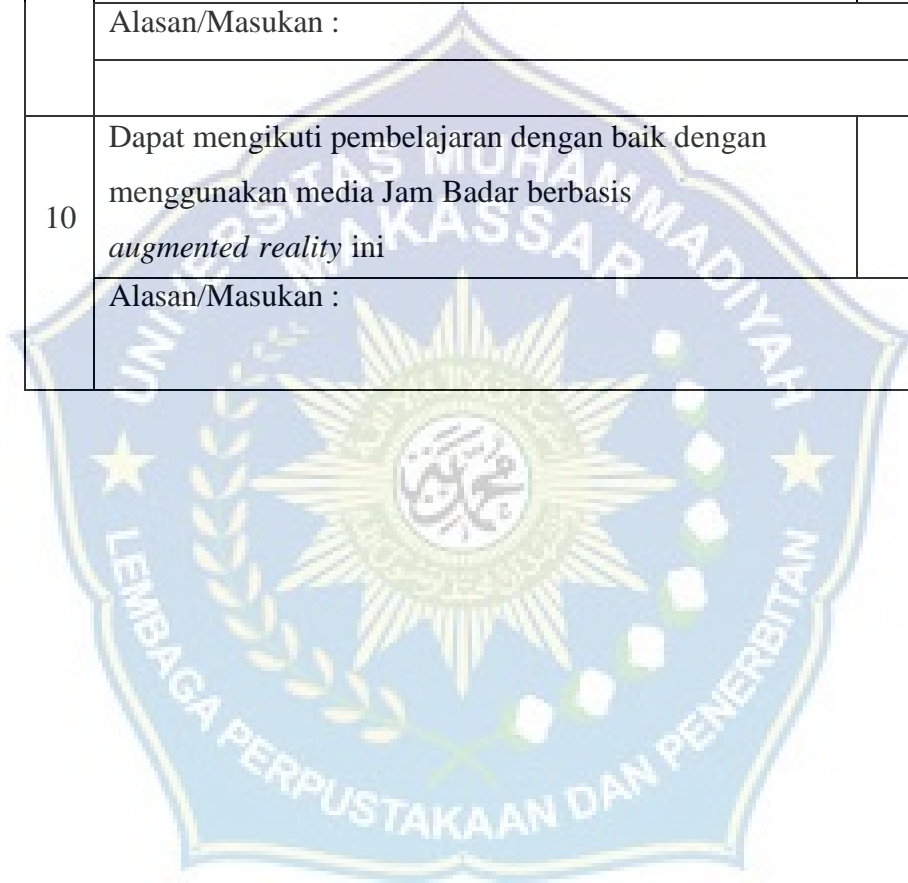 Alasan/Masukan :
Dapat mengikuti pembelajaran dengan baik dengan
10
menggunakan media Jam Badar berbasis
augmented reality ini
Alasan/Masukan :
UNIVERSITAS MUHAMMADIYAH
MAKASSAR
LEMBAGA PERPUSTAKAAN DAN PENERBITAN